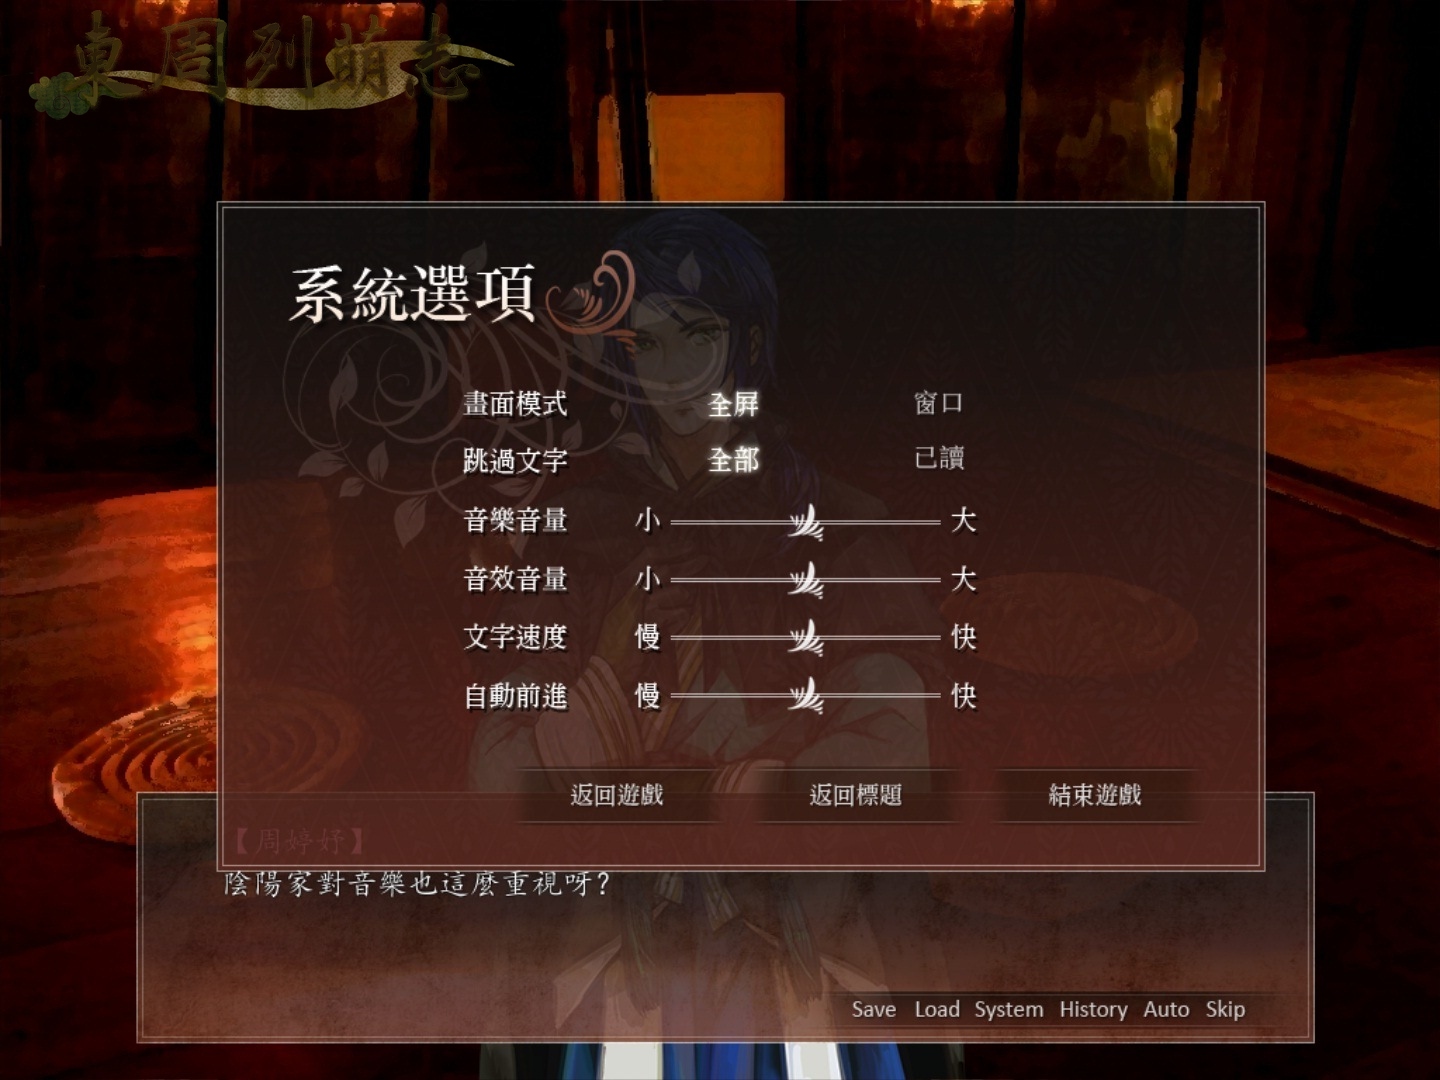 東周列萌志
系統選項
畫面模式 全屏 窗口
跳過文字 全部 已讀
音樂音量 小 大
音效音量 小 大
文字速度 慢 快
自動前進 慢 快
返回遊戲 返回標題 結束遊戲
【周婷妤】
陰陽家對音樂也這麼重視呀？
Save Load System History Auto Skip